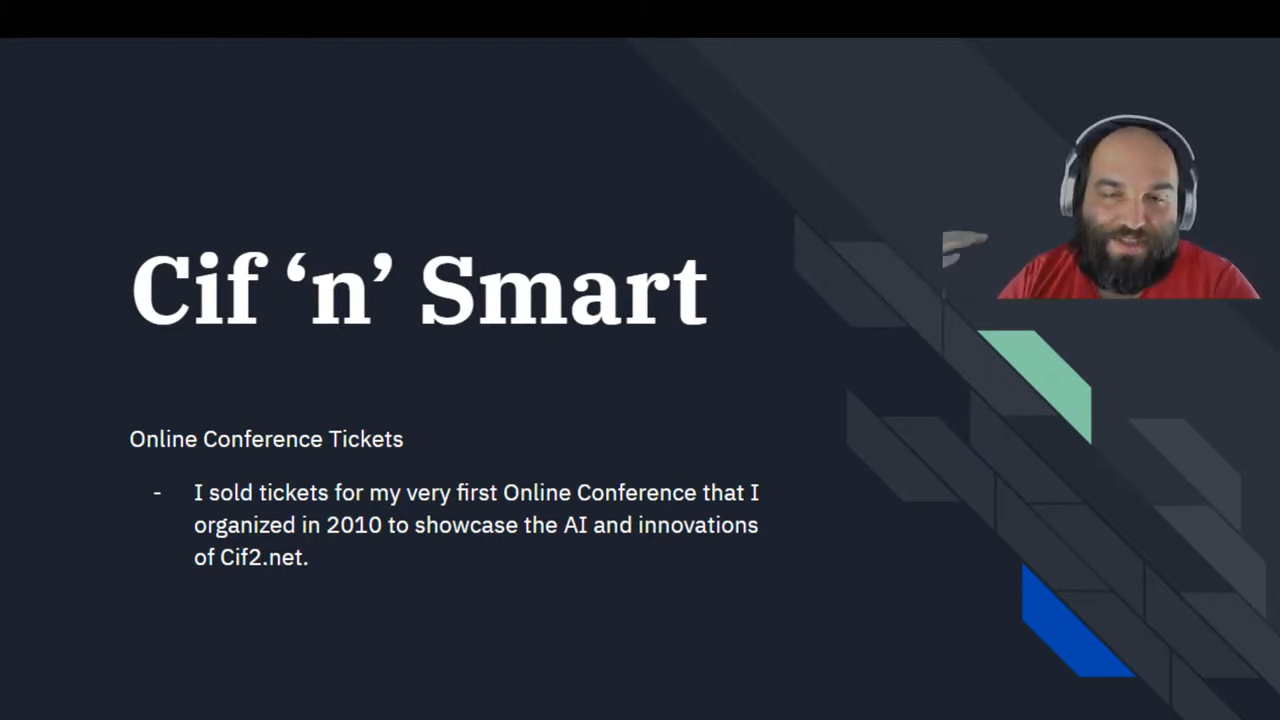 Cif ‘n’ Smart
Online Conference Tickets
- I sold tickets for my very first Online Conference that I
organized in 2010 to showcase the AI and innovations
of Cif2.net.